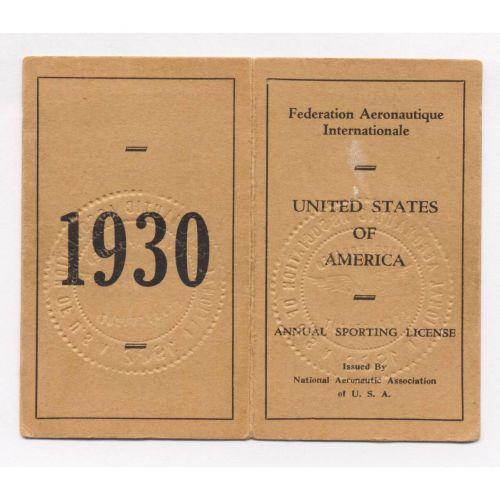 1930
Federation Aeronautique
Internationale
UNITED STATES
OF
AMERICA
ANNUAL SPORTING LICENSE
Issued By
National Aeronautic Association
of U. S. A.